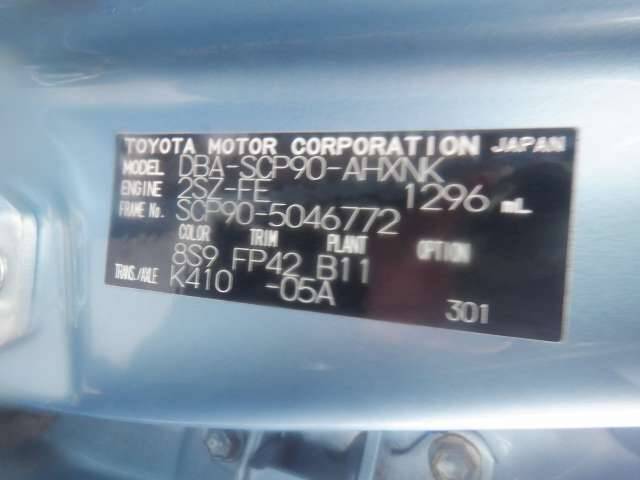 TOYOTA MOTOR CORPORATION JAPAN
MODEL DBA-SCP90-AHXNK
ENGINE 2SZ-FE 1296 mL
FRAME No. SCP90-5046772
COLOR TRIM PLANT OPTION
8S9 FP42 B11
TRANS./AXLE K410 -05A
301